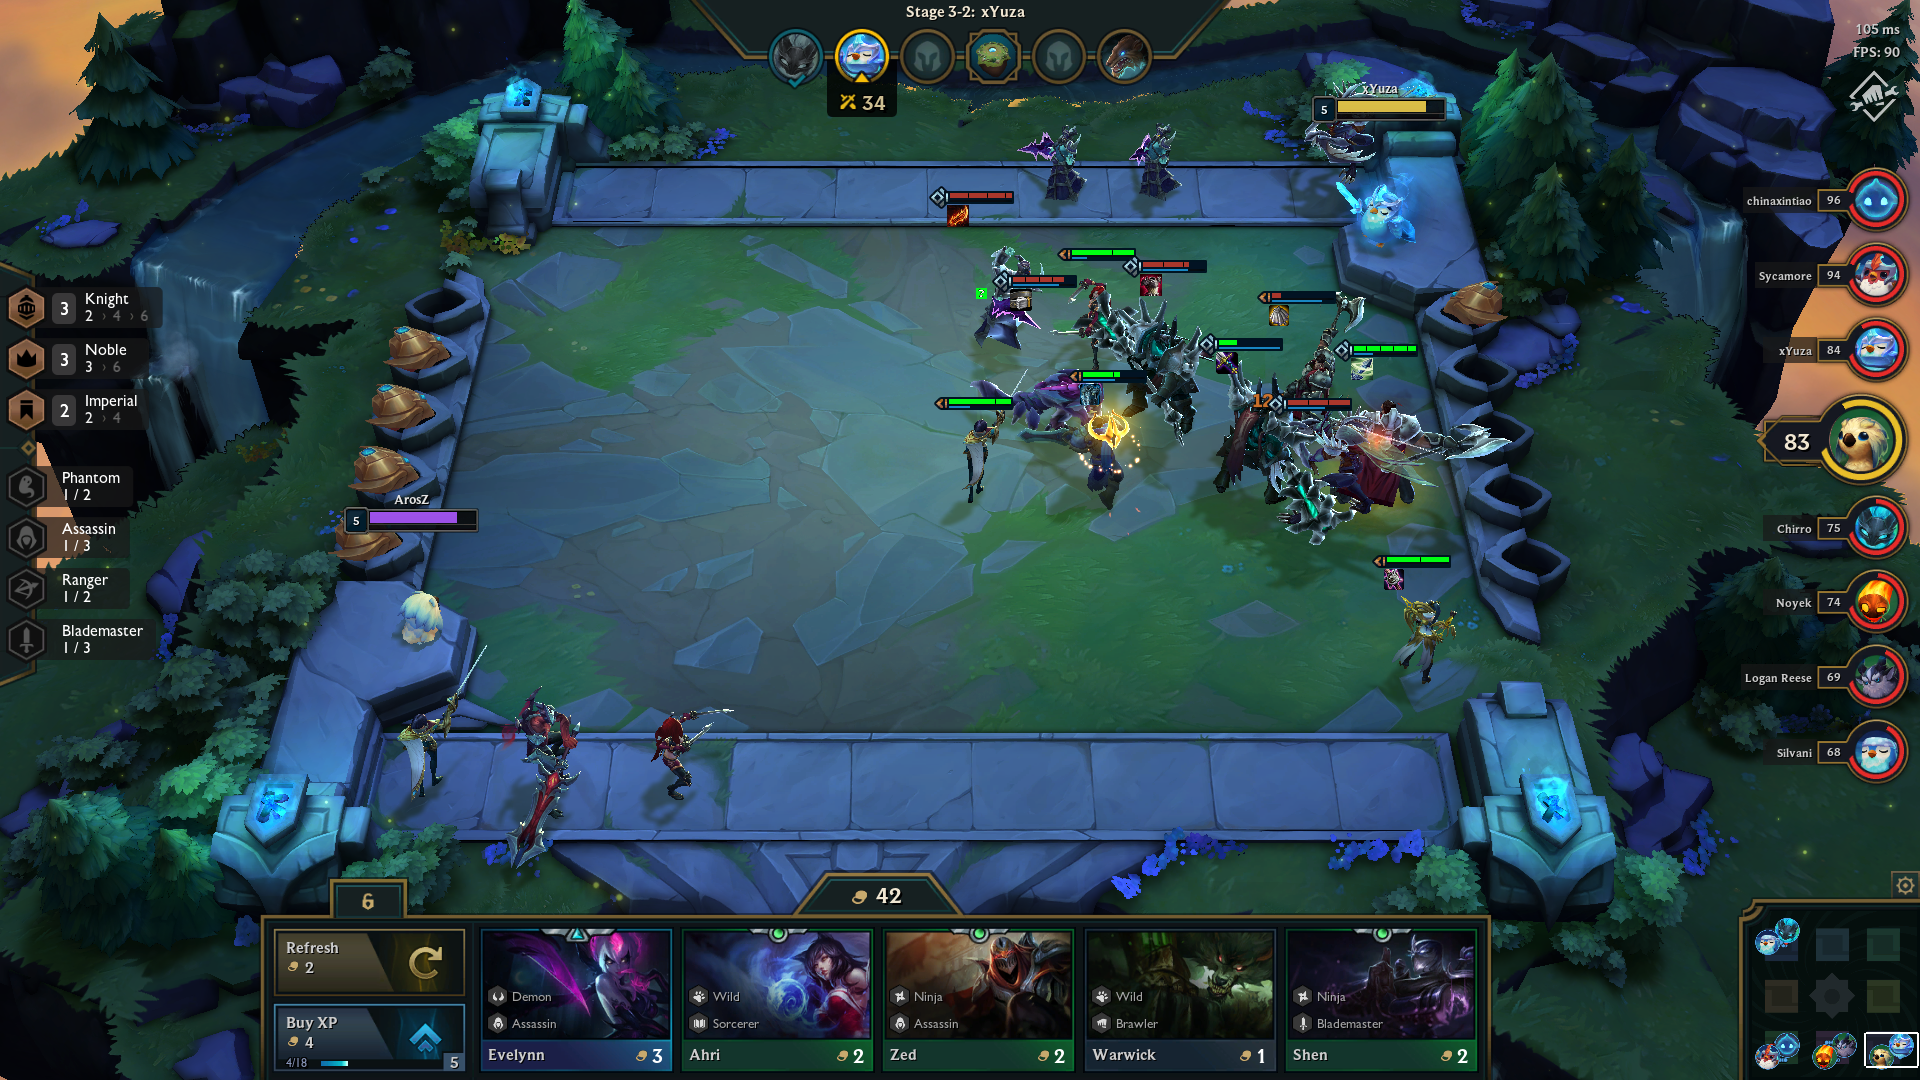 Stage 3-2: xYuza
105 ms
FPS: 90
34
xYuza
5
chinaxintiao 96
Sycamore 94
xYuza 84
83
Chirro 75
Noyek 74
Logan Reese 69
Silvani 68
3 Knight
2 › 4 › 6
3 Noble
3 › 6
2 Imperial
2 › 4
Phantom
1 / 2
Assassin
1 / 3
Ranger
1 / 2
Blademaster
1 / 3
ArosZ
5
12
6
42
Refresh
2
Buy XP
4
4/18 5
Demon
Assassin
Evelynn 3
Wild
Sorcerer
Ahri 2
Ninja
Assassin
Zed 2
Wild
Brawler
Warwick 1
Ninja
Blademaster
Shen 2